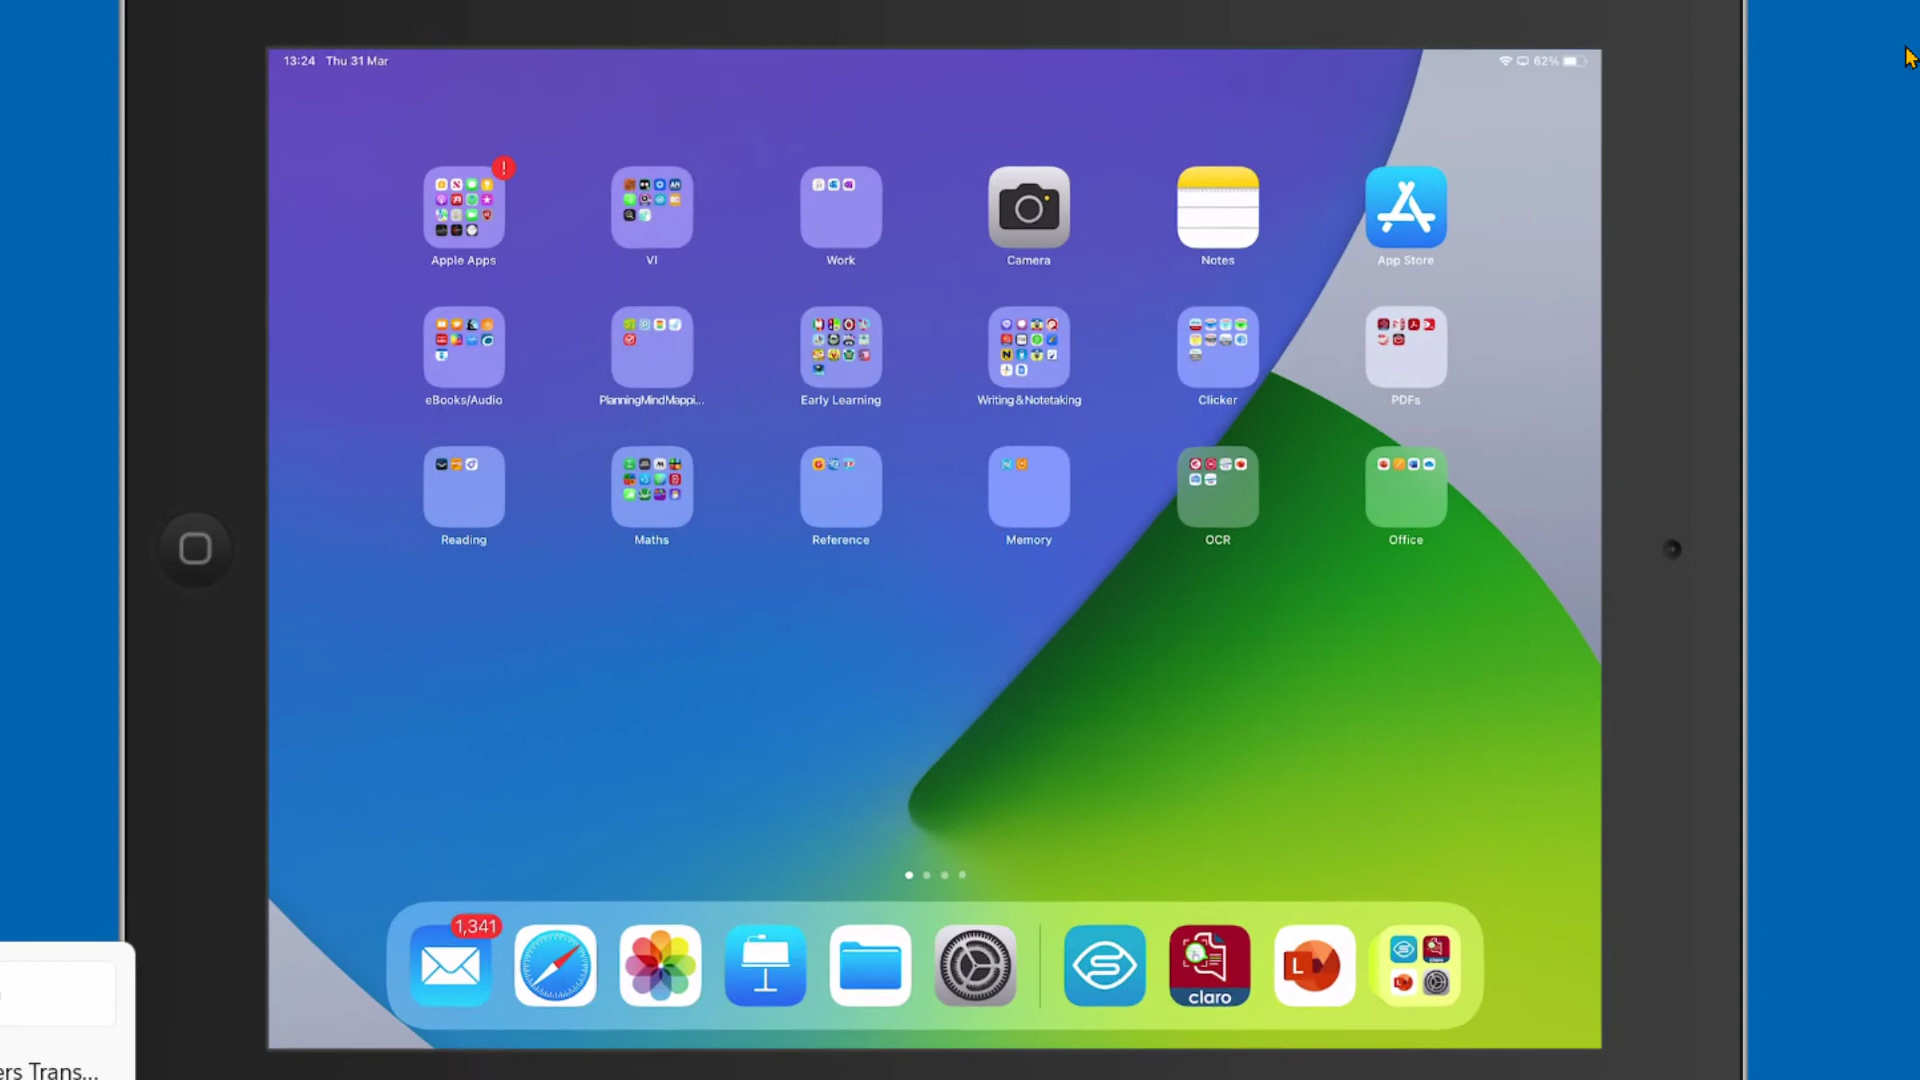 13:24 Thu 31 Mar
62%
Apple Apps
VI
Work
Camera
Notes
App Store
eBooks/Audio
PlanningMindMappi...
Early Learning
Writing&Notetaking
Clicker
PDFs
Reading
Maths
Reference
Memory
OCR
Office
1,341
claro
L
ers Trans...